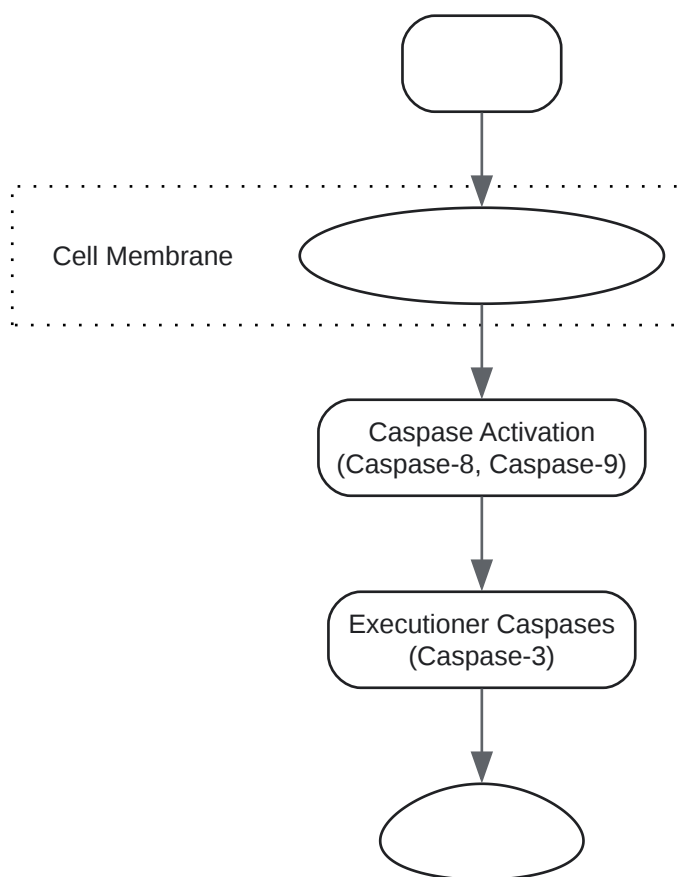 Cell Membrane
Caspase Activation
(Caspase-8, Caspase-9)
Executioner Caspases
(Caspase-3)